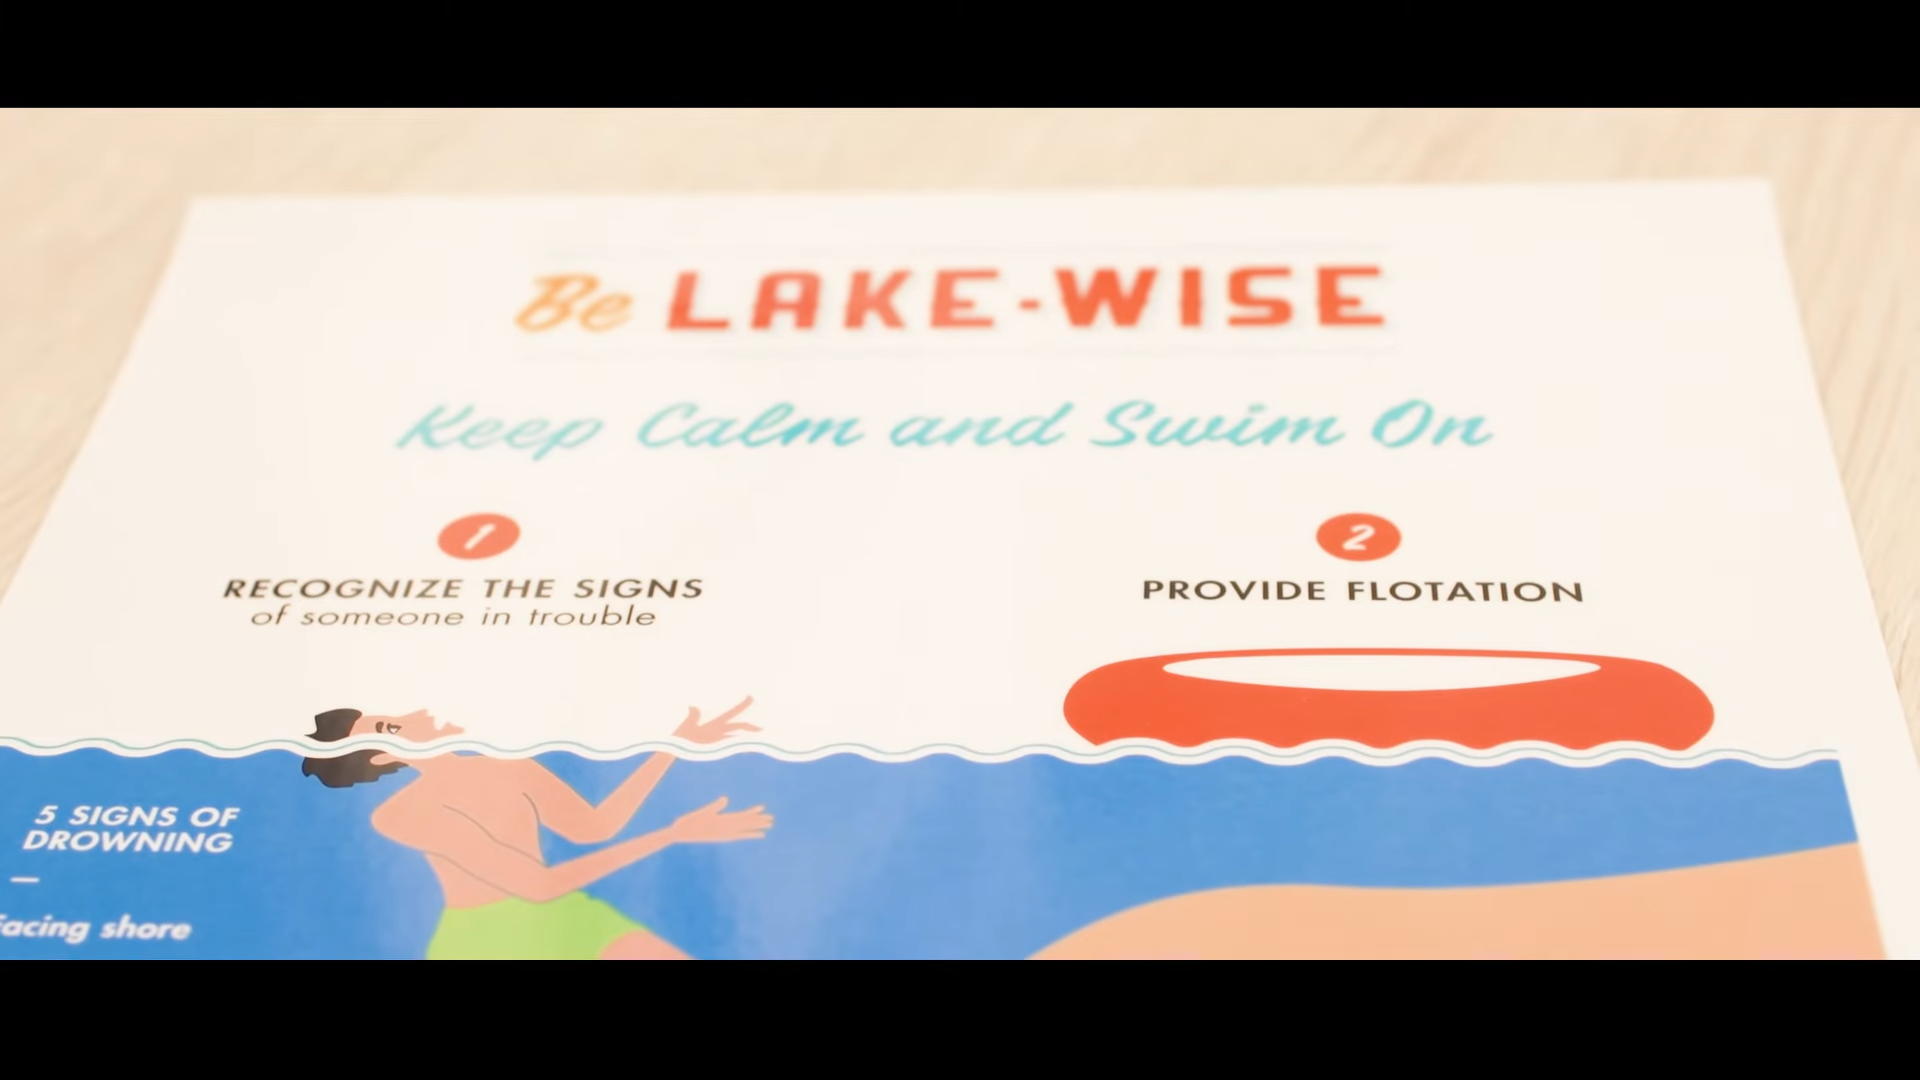 Be LAKE-WISE
Keep Calm and Swim On
1
RECOGNIZE THE SIGNS
of someone in trouble
2
PROVIDE FLOTATION
5 SIGNS OF
DROWNING
—
Facing shore